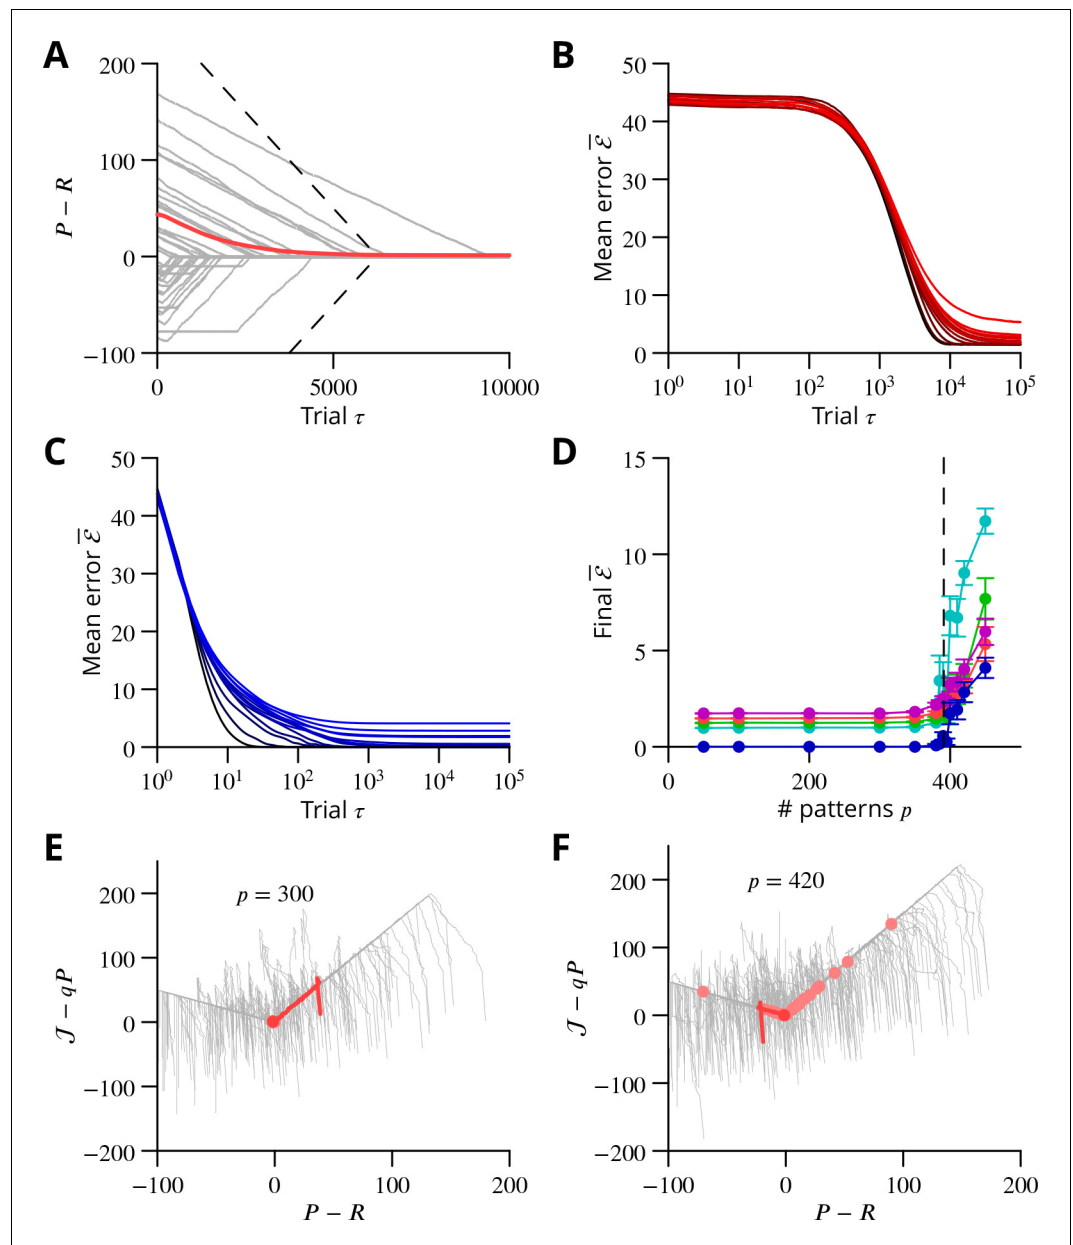 A
B
200
100
0
−100
P − R
0
5000
10000
Trial τ
50
40
30
20
10
0
Mean error ℰ̅
10⁰ 10¹ 10² 10³ 10⁴ 10⁵
Trial τ
C
D
50
40
30
20
10
0
Mean error ℰ̅
10⁰ 10¹ 10² 10³ 10⁴ 10⁵
Trial τ
15
10
5
0
Final ℰ̅
0 200 400
# patterns p
E
F
p = 300
200
100
0
−100
−200
𝒥 − qP
−100 0 100 200
P − R
p = 420
200
100
0
−100
−200
𝒥 − qP
−100 0 100 200
P − R